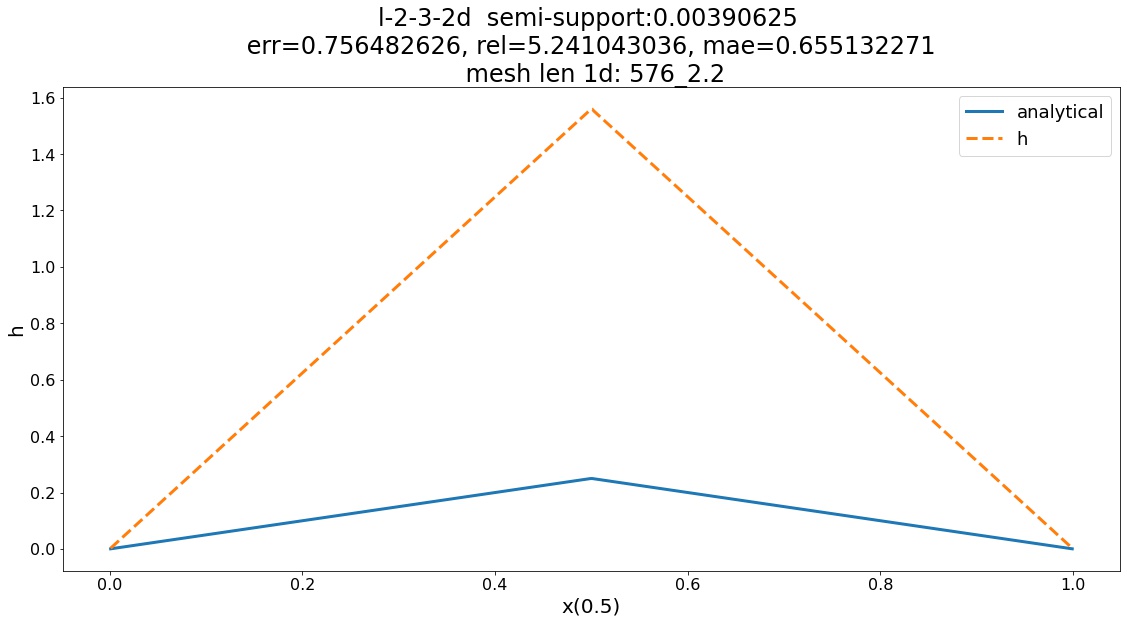 l-2-3-2d  semi-support:0.00390625
err=0.756482626, rel=5.241043036, mae=0.655132271
mesh len 1d: 576_2.2
analytical
h
h
1.6
1.4
1.2
1.0
0.8
0.6
0.4
0.2
0.0
0.0 0.2 0.4 0.6 0.8 1.0
x(0.5)